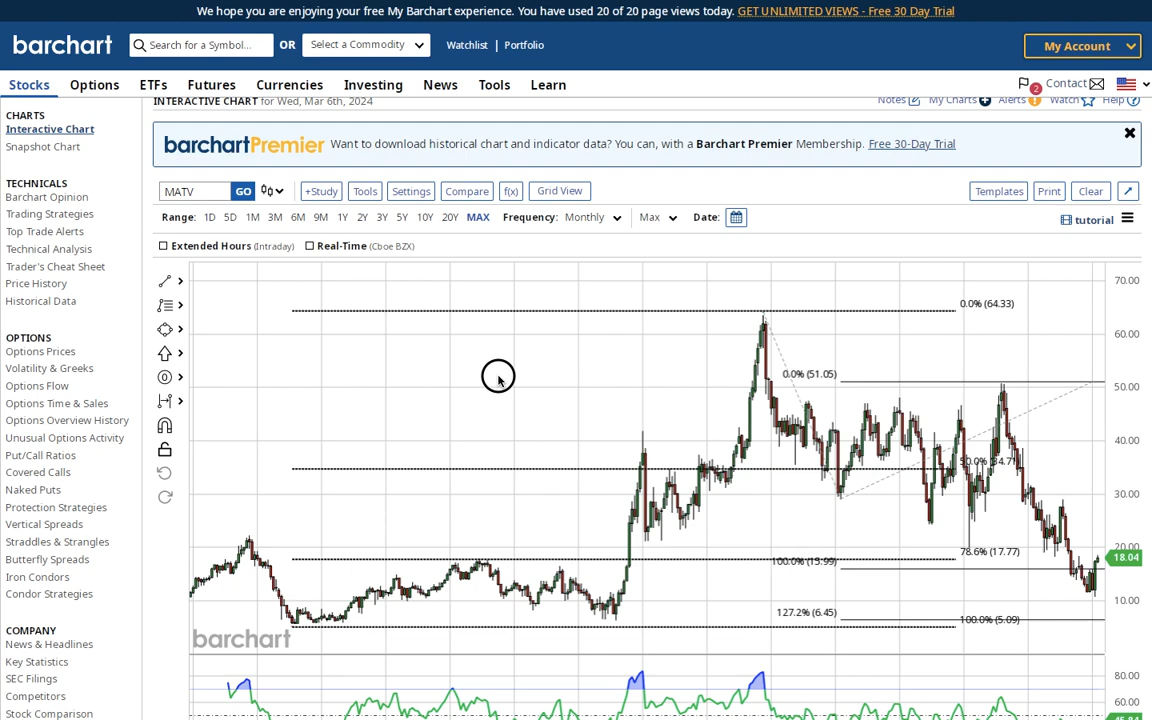 We hope you are enjoying your free My Barchart experience. You have used 20 of 20 page views today. GET UNLIMITED VIEWS - Free 30 Day Trial
barchart Search for a Symbol... OR Select a Commodity Watchlist | Portfolio My Account
Stocks Options ETFs Futures Currencies Investing News Tools Learn 2 Contact
INTERACTIVE CHART for Wed, Mar 6th, 2024 Notes My Charts Alerts Watch Help
barchartPremier Want to download historical chart and indicator data? You can, with a Barchart Premier Membership. Free 30-Day Trial
MATV GO +Study Tools Settings Compare f(x) Grid View Templates Print Clear
Range: 1D 5D 1M 3M 6M 9M 1Y 2Y 3Y 5Y 10Y 20Y MAX Frequency: Monthly Max Date: tutorial
Extended Hours (Intraday) Real-Time (Cboe BZX)
CHARTS
Interactive Chart
Snapshot Chart
TECHNICALS
Barchart Opinion
Trading Strategies
Top Trade Alerts
Technical Analysis
Trader's Cheat Sheet
Price History
Historical Data
OPTIONS
Options Prices
Volatility & Greeks
Options Flow
Options Time & Sales
Options Overview History
Unusual Options Activity
Put/Call Ratios
Covered Calls
Naked Puts
Protection Strategies
Vertical Spreads
Straddles & Strangles
Butterfly Spreads
Iron Condors
Condor Strategies
COMPANY
News & Headlines
Key Statistics
SEC Filings
Competitors
Stock Comparison
70.00
0.0% (64.33)
60.00
0.0% (51.05)
50.00
40.00
50.0% (34.71)
30.00
20.00
78.6% (17.77)
18.04
100.0% (15.99)
10.00
127.2% (6.45)
100.0% (5.09)
barchart
80.00
60.00